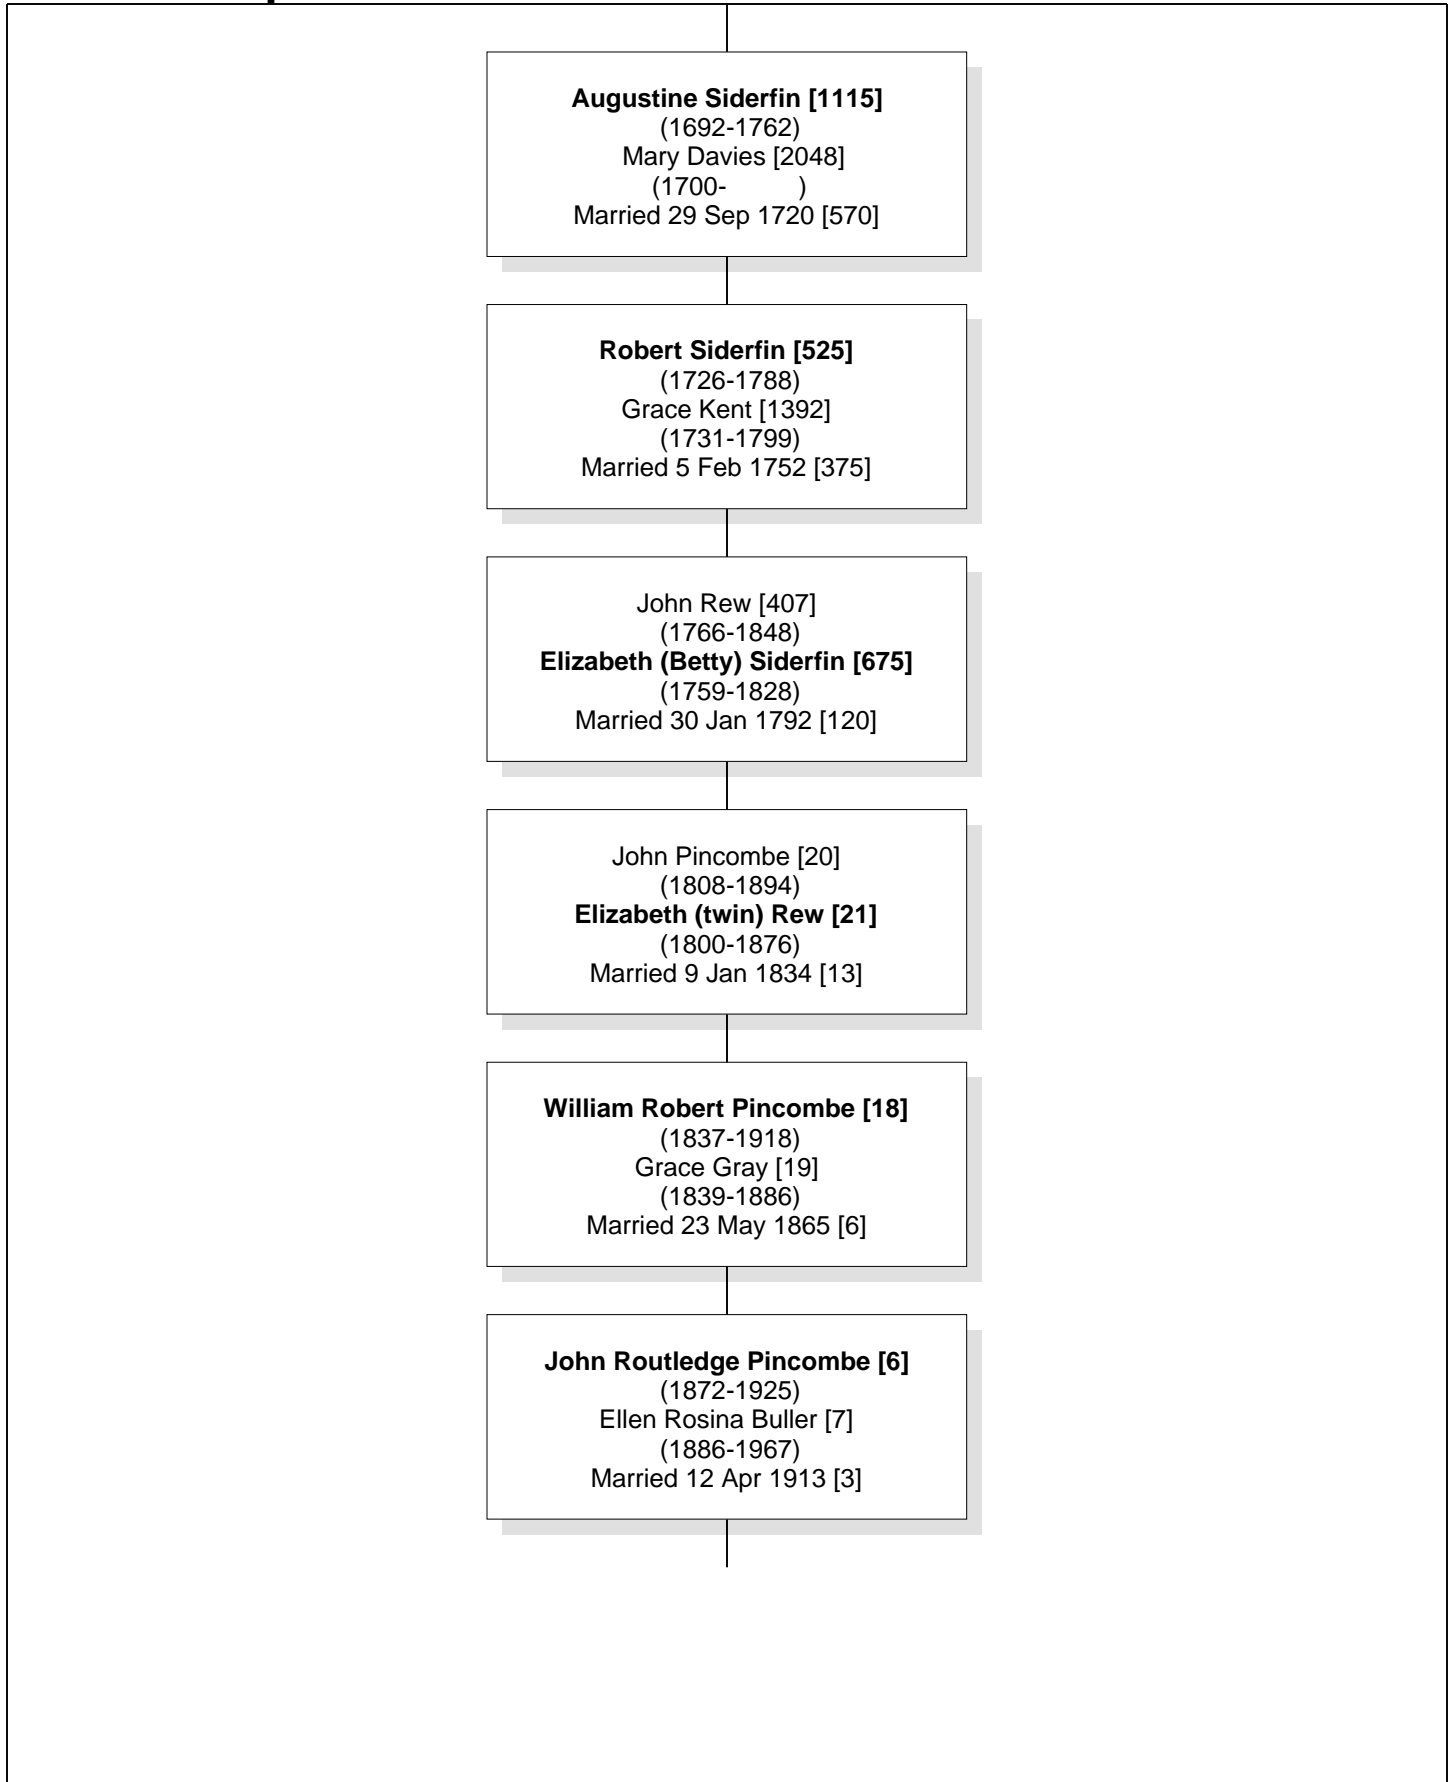 Augustine Siderfin [1115]
(1692-1762)
Mary Davies [2048]
(1700- )
Married 29 Sep 1720 [570]
Robert Siderfin [525]
(1726-1788)
Grace Kent [1392]
(1731-1799)
Married 5 Feb 1752 [375]
John Rew [407]
(1766-1848)
Elizabeth (Betty) Siderfin [675]
(1759-1828)
Married 30 Jan 1792 [120]
John Pincombe [20]
(1808-1894)
Elizabeth (twin) Rew [21]
(1800-1876)
Married 9 Jan 1834 [13]
William Robert Pincombe [18]
(1837-1918)
Grace Gray [19]
(1839-1886)
Married 23 May 1865 [6]
John Routledge Pincombe [6]
(1872-1925)
Ellen Rosina Buller [7]
(1886-1967)
Married 12 Apr 1913 [3]